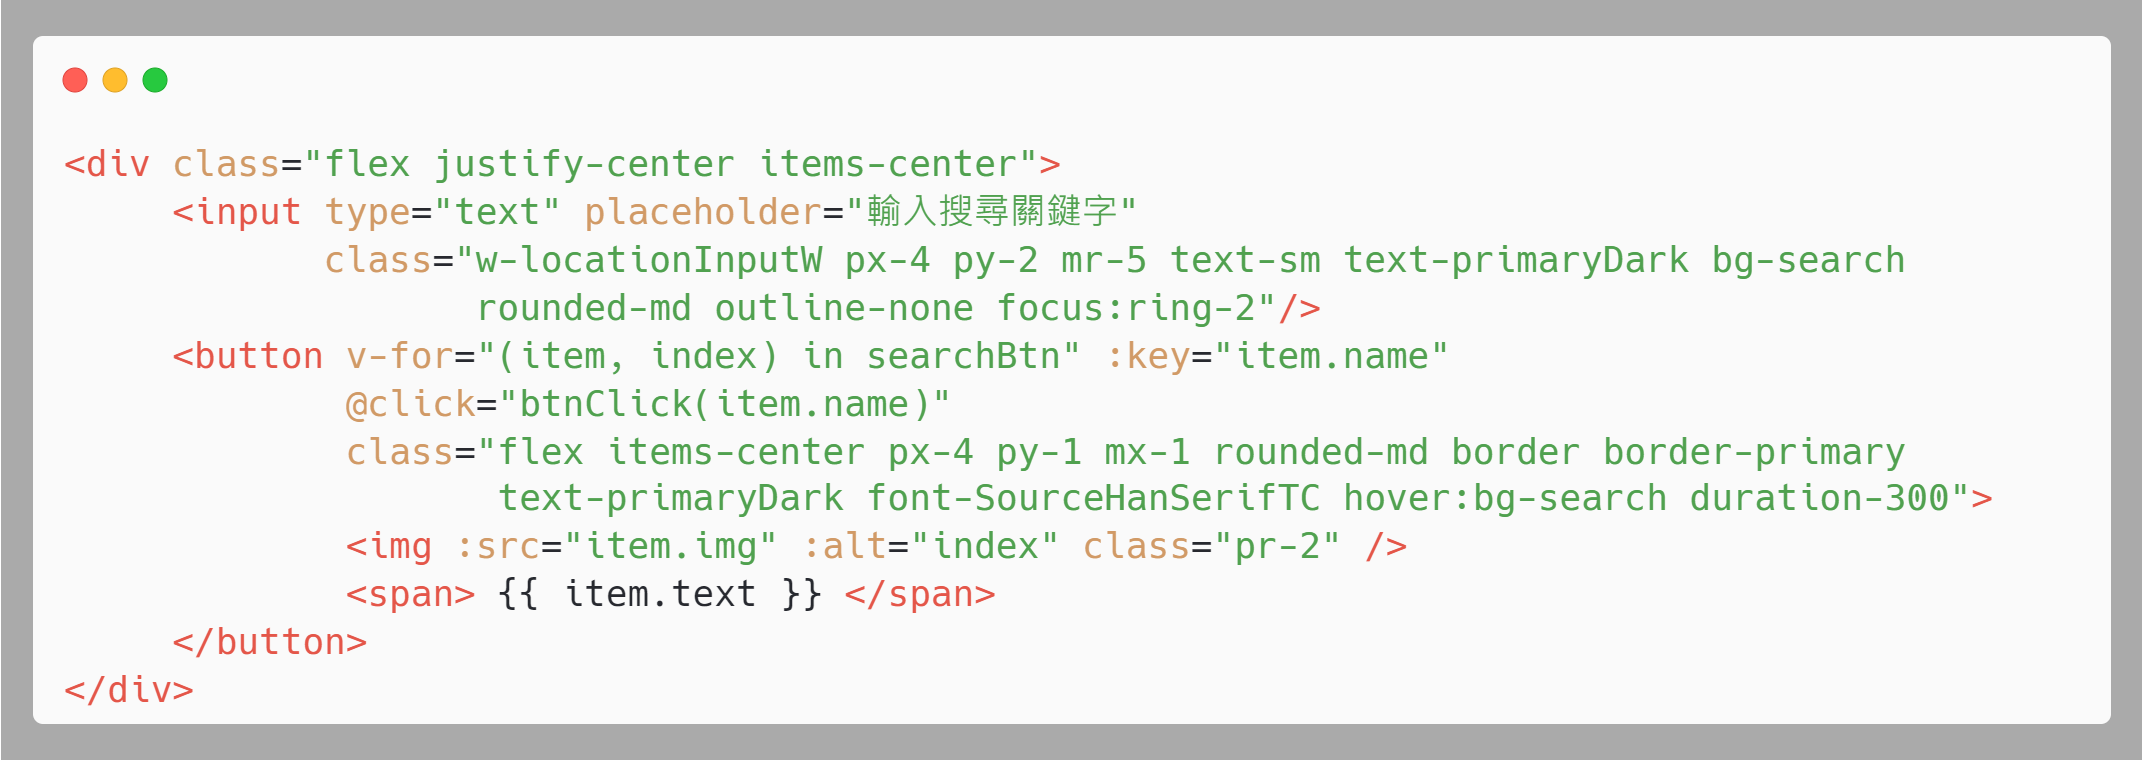 <div class="flex justify-center items-center">
<input type="text" placeholder="輸入搜尋關鍵字"
class="w-locationInputW px-4 py-2 mr-5 text-sm text-primaryDark bg-search
rounded-md outline-none focus:ring-2"/>
<button v-for="(item, index) in searchBtn" :key="item.name"
@click="btnClick(item.name)"
class="flex items-center px-4 py-1 mx-1 rounded-md border border-primary
text-primaryDark font-SourceHanSerifTC hover:bg-search duration-300">
<img :src="item.img" :alt="index" class="pr-2" />
<span> {{ item.text }} </span>
</button>
</div>